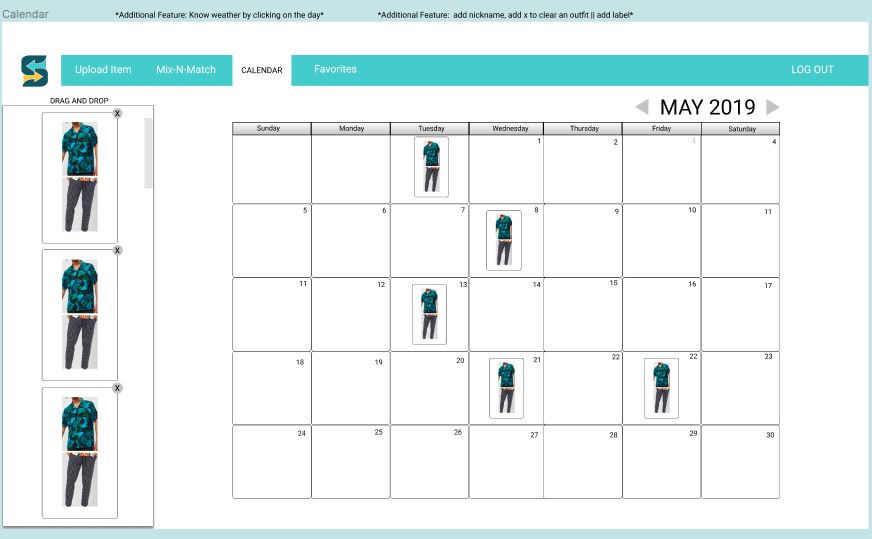 Calendar
*Additional Feature: Know weather by clicking on the day*
*Additional Feature: add nickname, add x to clear an outfit || add label*
Upload Item
Mix-N-Match
CALENDAR
Favorites
LOG OUT
DRAG AND DROP
X
X
X
MAY 2019
Sunday Monday Tuesday Wednesday Thursday Friday Saturday
1 2 3 4
5 6 7 8 9 10 11
11 12 13 14 15 16 17
18 19 20 21 22 22 23
24 25 26 27 28 29 30